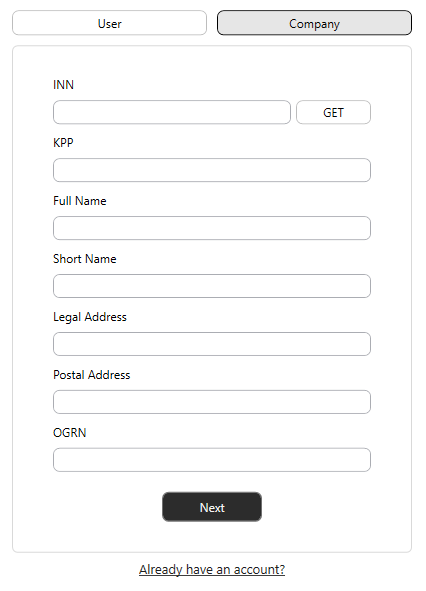 User
Company
INN
GET
KPP
Full Name
Short Name
Legal Address
Postal Address
OGRN
Next
Already have an account?